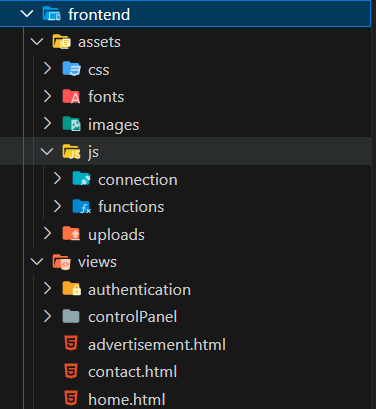 frontend
assets
css
fonts
images
js
connection
functions
uploads
views
authentication
controlPanel
advertisement.html
contact.html
home.html